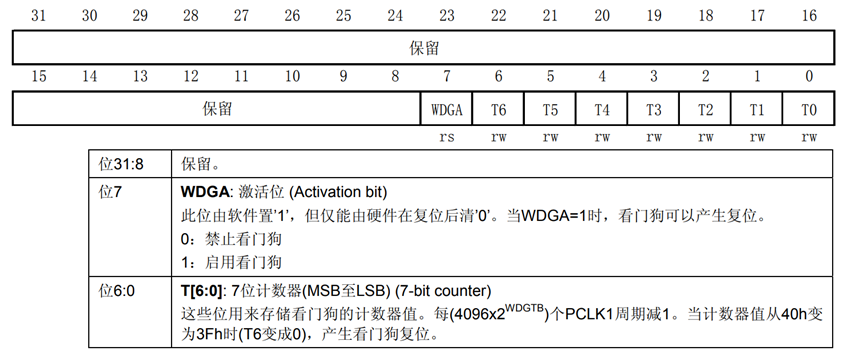 31 30 29 28 27 26 25 24 23 22 21 20 19 18 17 16
保留
15 14 13 12 11 10 9 8 7 6 5 4 3 2 1 0
保留 WDGA T6 T5 T4 T3 T2 T1 T0
rs rw rw rw rw rw rw rw
位31:8 保留。
位7 WDGA: 激活位 (Activation bit)
此位由软件置'1'，但仅能由硬件在复位后清'0'。当WDGA=1时，看门狗可以产生复位。
0：禁止看门狗
1：启用看门狗
位6:0 T[6:0]: 7位计数器(MSB至LSB) (7-bit counter)
这些位用来存储看门狗的计数器值。每(4096x2^WDGTB)个PCLK1周期减1。当计数器值从40h变
为3Fh时(T6变成0)，产生看门狗复位。